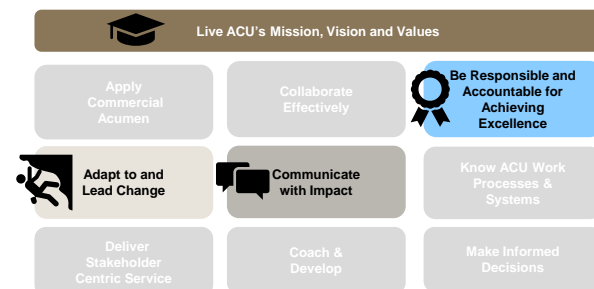 Live ACU's Mission, Vision and Values
Apply
Commercial
Acumen
Collaborate
Effectively
Be Responsible and
Accountable for
Achieving
Excellence
Adapt to and
Lead Change
Communicate
with Impact
Know ACU Work
Processes &
Systems
Deliver
Stakeholder
Centric Service
Coach &
Develop
Make Informed
Decisions